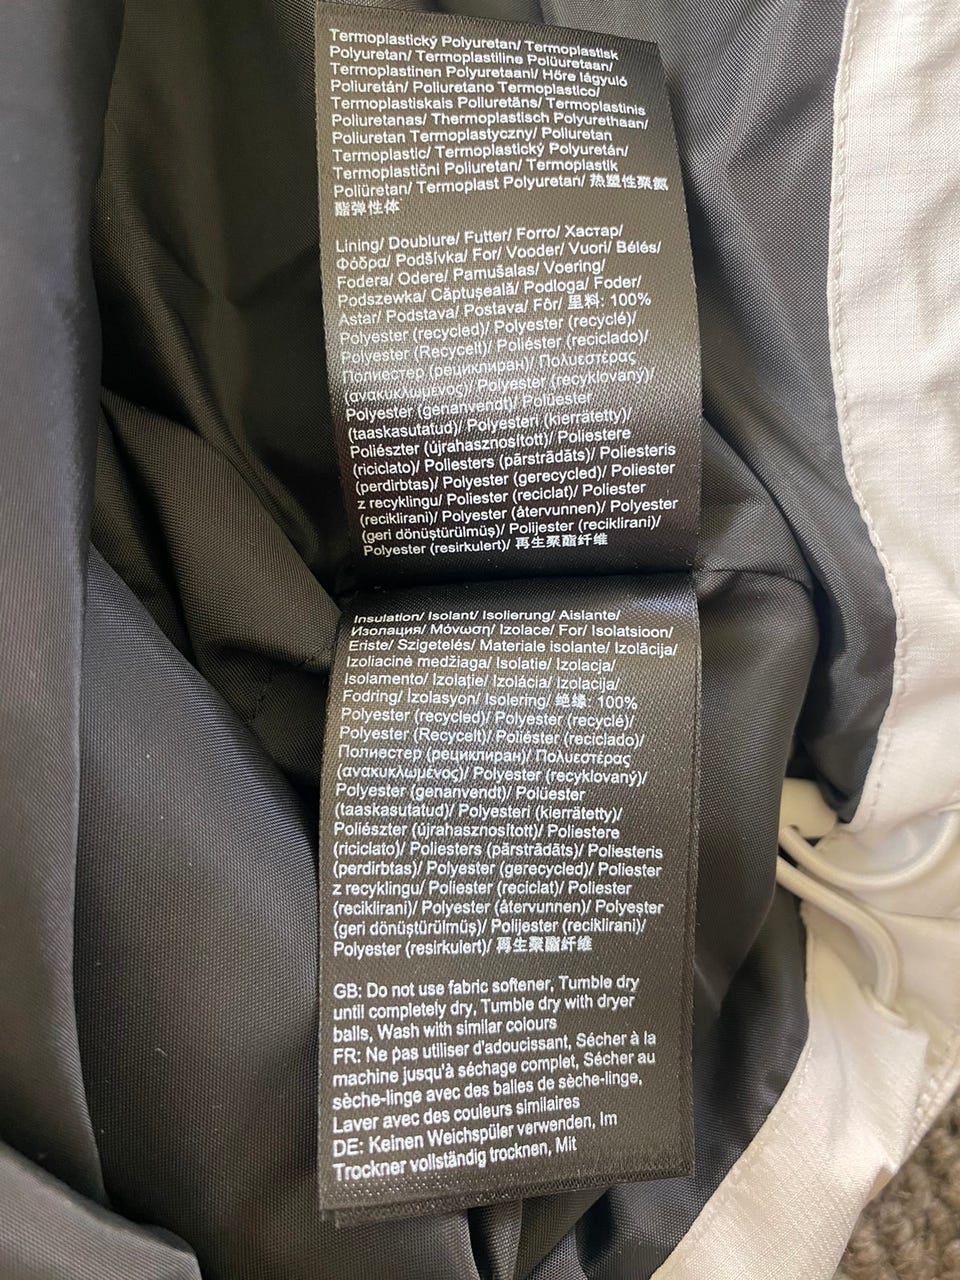 Termoplastický Polyuretan/ Termoplastisk
Polyuretan/ Termoplastiline Polüuretaan/
Termoplastinen Polyuretaani/ Hőre lágyuló
Poliuretán/ Poliuretano Termoplastico/
Termoplastiskais Poliuretāns/ Termoplastinis
Poliuretanas/ Thermoplastisch Polyurethaan/
Poliuretan Termoplastyczny/ Poliuretan
Termoplastic/ Termoplastický Polyuretán/
Termoplastični Poliuretan/ Termoplastik
Poliüretan/ Termoplast Polyuretan/ 热塑性聚氨
酯弹性体
Lining/ Doublure/ Futter/ Forro/ Хастар/
Φόδρα/ Podšívka/ For/ Vooder/ Vuori/ Bélés/
Fodera/ Odere/ Pamušalas/ Voering/
Podszewka/ Căptuşeală/ Podloga/ Foder/
Astar/ Podstava/ Postava/ Fôr/ 里料: 100%
Polyester (recycled)/ Polyester (recyclé)/
Polyester (Recycelt)/ Poliéster (reciclado)/
Полиестер (рециклиран)/ Πολυεστέρας
(ανακυκλωμένος)/ Polyester (recyklovaný)/
Polyester (genanvendt)/ Polüester
(taaskasutatud)/ Polyesteri (kierrätetty)/
Poliészter (újrahasznosított)/ Poliestere
(riciclato)/ Poliesters (pārstrādāts)/ Poliesteris
(perdirbtas)/ Polyester (gerecycled)/ Poliester
z recyklingu/ Poliester (reciclat)/ Poliester
(reciklirani)/ Polyester (återvunnen)/ Polyester
(geri dönüştürülmüş)/ Polijester (reciklirani)/
Polyester (resirkulert)/ 再生聚酯纤维
Insulation/ Isolant/ Isolierung/ Aislante/
Изолация/ Μόνωση/ Izolace/ For/ Isolatsioon/
Eriste/ Szigetelés/ Materiale isolante/ Izolācija/
Izoliacinė medžiaga/ Isolatie/ Izolacja/
Isolamento/ Izolaţie/ Izolácia/ Izolacija/
Fodring/ İzolasyon/ Isolering/ 绝缘: 100%
Polyester (recycled)/ Polyester (recyclé)/
Polyester (Recycelt)/ Poliéster (reciclado)/
Полиестер (рециклиран)/ Πολυεστέρας
(ανακυκλωμένος)/ Polyester (recyklovaný)/
Polyester (genanvendt)/ Polüester
(taaskasutatud)/ Polyesteri (kierrätetty)/
Poliészter (újrahasznosított)/ Poliestere
(riciclato)/ Poliesters (pārstrādāts)/ Poliesteris
(perdirbtas)/ Polyester (gerecycled)/ Poliester
z recyklingu/ Poliester (reciclat)/ Poliester
(reciklirani)/ Polyester (återvunnen)/ Polyester
(geri dönüştürülmüş)/ Polijester (reciklirani)/
Polyester (resirkulert)/ 再生聚酯纤维
GB: Do not use fabric softener, Tumble dry
until completely dry, Tumble dry with dryer
balls, Wash with similar colours
FR: Ne pas utiliser d'adoucissant, Sécher à la
machine jusqu'à séchage complet, Sécher au
sèche-linge avec des balles de sèche-linge,
Laver avec des couleurs similaires
DE: Keinen Weichspüler verwenden, Im
Trockner vollständig trocknen, Mit